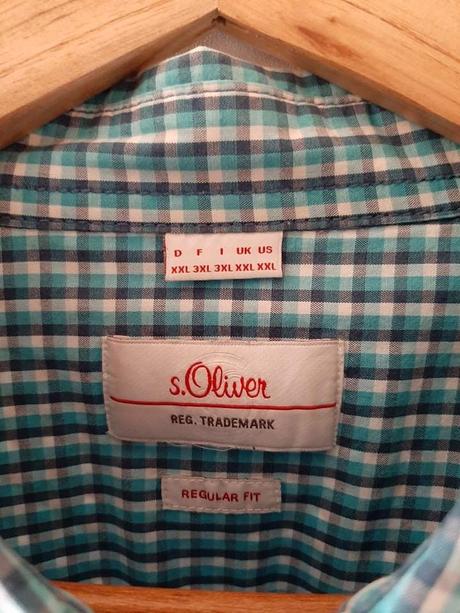 D F I UK US
XXL 3XL 3XL XXL XXL
s.Oliver
REG. TRADEMARK
REGULAR FIT